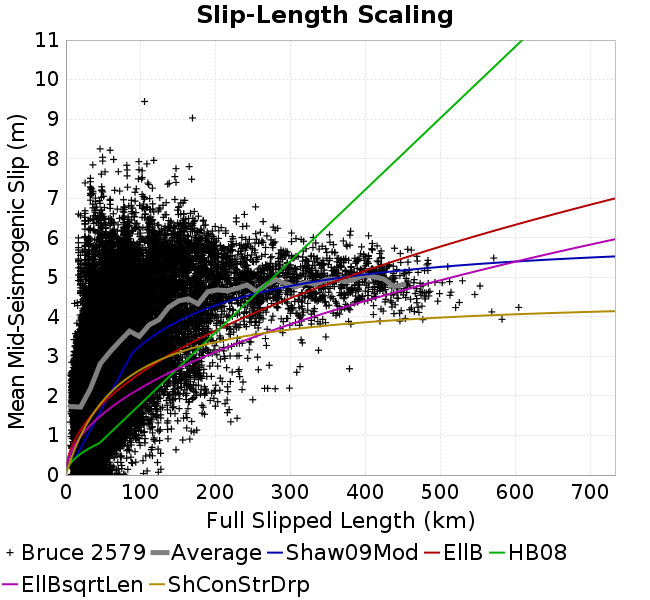 Slip-Length Scaling
11
10
9
8
7
6
5
4
3
2
1
0
Mean Mid-Seismogenic Slip (m)
0 100 200 300 400 500 600 700
Full Slipped Length (km)
Bruce 2579 Average Shaw09Mod EllB HB08
EllBsqrtLen ShConStrDrp